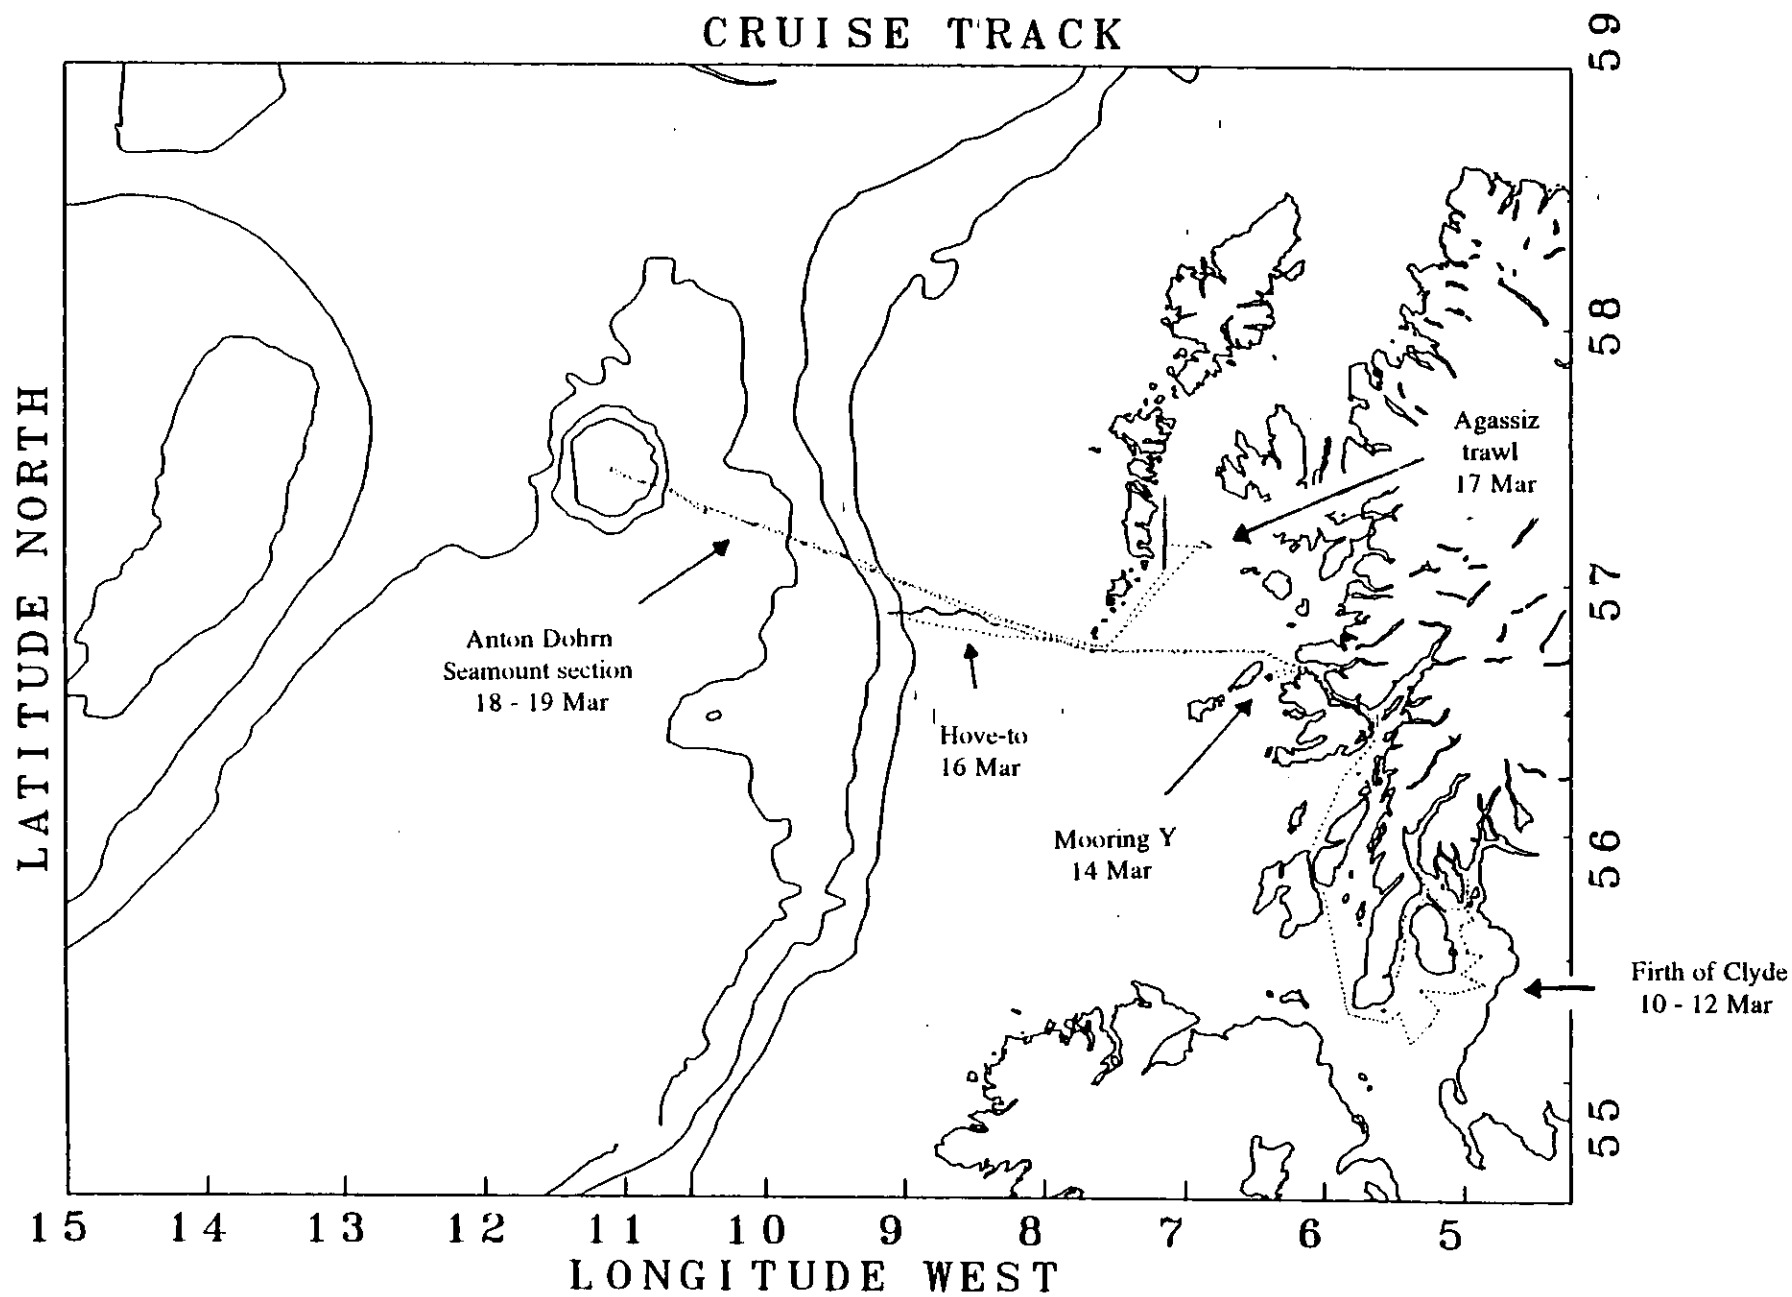 CRUISE TRACK
59
58
57
56
55
LATITUDE NORTH
Agassiz
trawl
17 Mar
Anton Dohrn
Seamount section
18 - 19 Mar
Hove-to
16 Mar
Mooring Y
14 Mar
Firth of Clyde
10 - 12 Mar
15 14 13 12 11 10 9 8 7 6 5
LONGITUDE WEST